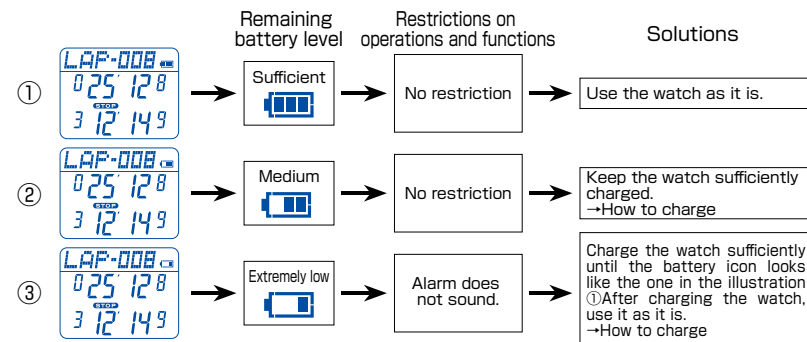 Remaining
battery level
Restrictions on
operations and functions
Solutions
①
LAP-008
0 25' 12 8
STOP
3 12' 14 9
Sufficient
No restriction
Use the watch as it is.
②
LAP-008
0 25' 12 8
STOP
3 12' 14 9
Medium
No restriction
Keep the watch sufficiently
charged.
→How to charge
③
LAP-008
0 25' 12 8
STOP
3 12' 14 9
Extremely low
Alarm does
not sound.
Charge the watch sufficiently
until the battery icon looks
like the one in the illustration
①After charging the watch,
use it as it is.
→How to charge